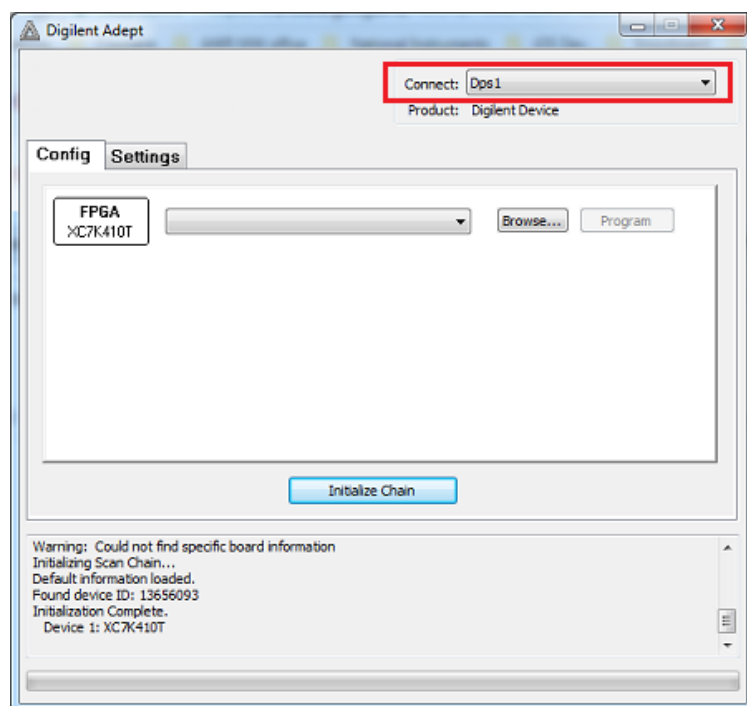 Digilent Adept
Connect: Dps1
Product: Digilent Device
Config Settings
FPGA
XC7K410T
Browse... Program
Initialize Chain
Warning: Could not find specific board information
Initializing Scan Chain...
Default information loaded.
Found device ID: 13656093
Initialization Complete.
Device 1: XC7K410T